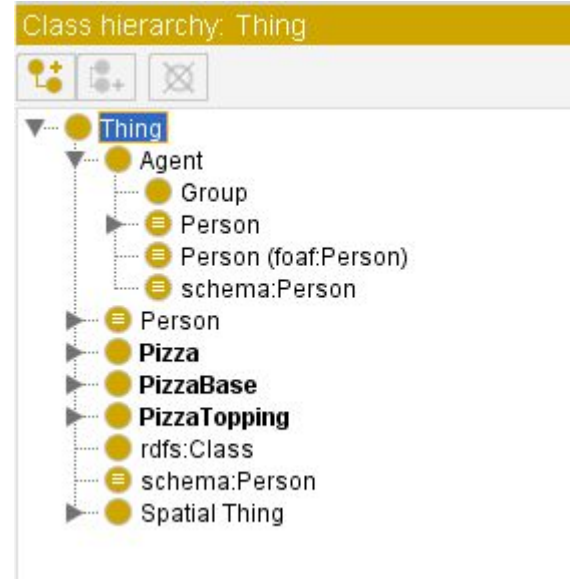 Class hierarchy: Thing
Thing
Agent
Group
Person
Person (foaf:Person)
schema:Person
Person
Pizza
PizzaBase
PizzaTopping
rdfs:Class
schema:Person
Spatial Thing